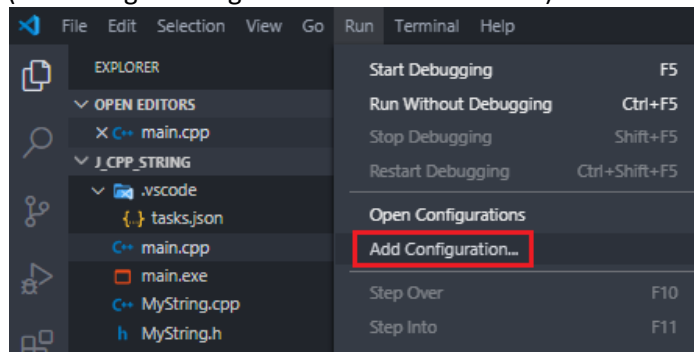 File Edit Selection View Go Run Terminal Help
EXPLORER
OPEN EDITORS
C++ main.cpp
J_CPP_STRING
.vscode
{..} tasks.json
C++ main.cpp
main.exe
C++ MyString.cpp
h MyString.h
Start Debugging F5
Run Without Debugging Ctrl+F5
Stop Debugging Shift+F5
Restart Debugging Ctrl+Shift+F5
Open Configurations
Add Configuration...
Step Over F10
Step Into F11